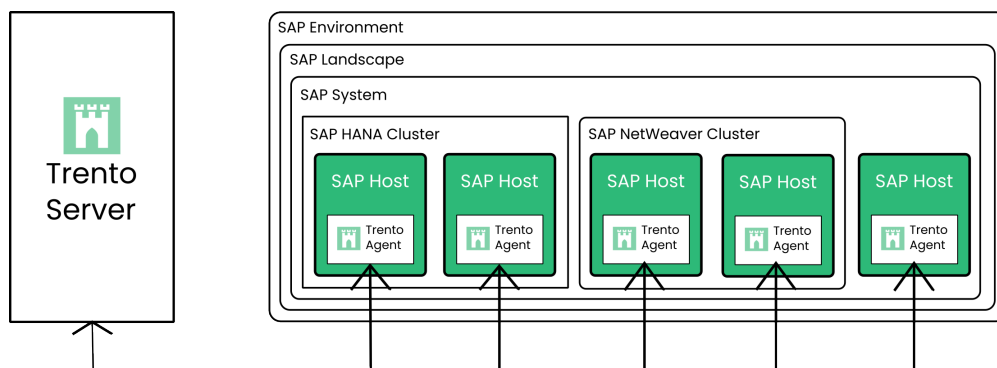 Trento
Server
SAP Environment
SAP Landscape
SAP System
SAP HANA Cluster
SAP Host
Trento
Agent
SAP Host
Trento
Agent
SAP NetWeaver Cluster
SAP Host
Trento
Agent
SAP Host
Trento
Agent
SAP Host
Trento
Agent